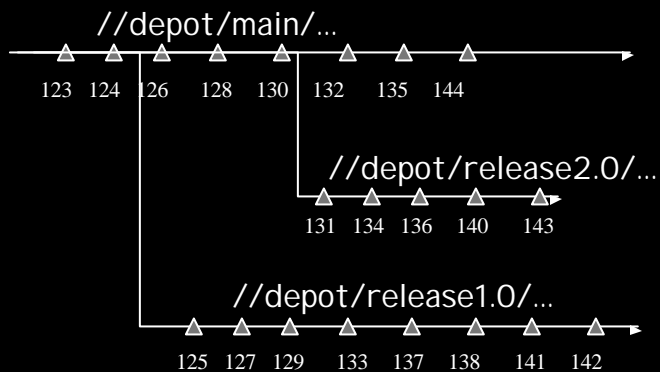 //depot/main/...
123 124 126 128 130 132 135 144
//depot/release2.0/...
131 134 136 140 143
//depot/release1.0/...
125 127 129 133 137 138 141 142